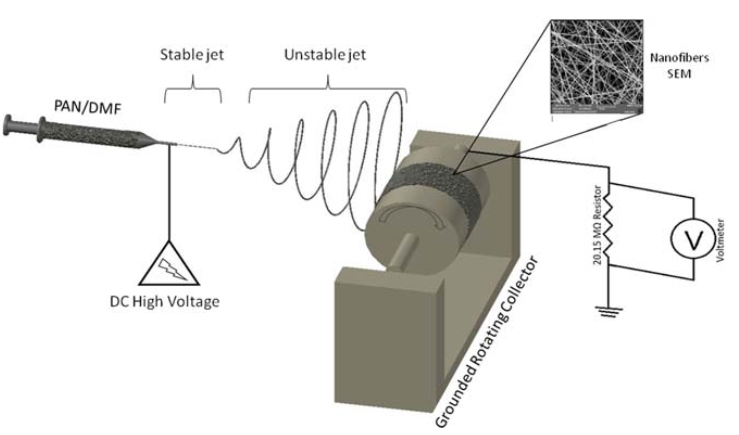 Stable jet
Unstable jet
Nanofibers
SEM
PAN/DMF
20.15 MΩ Resistor
V
Voltmeter
DC High Voltage
Grounded Rotating Collector